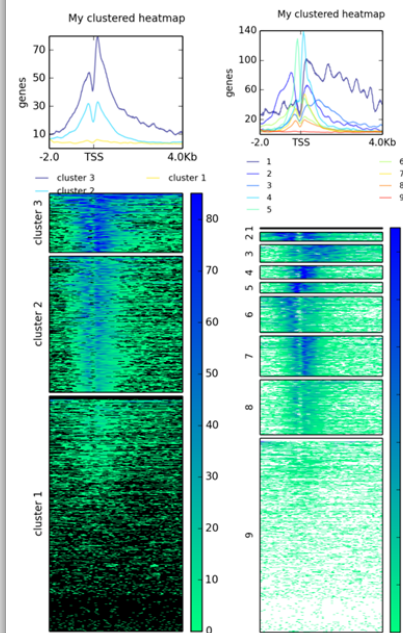 My clustered heatmap
My clustered heatmap
70
50
30
10
genes
-2.0
TSS
4.0Kb
cluster 3
cluster 1
cluster 2
140
100
60
20
genes
-2.0
TSS
4.0Kb
1
2
3
4
5
6
7
8
9
cluster 3
cluster 2
cluster 1
80
70
60
50
40
30
20
10
0
1
2
3
4
5
6
7
8
9